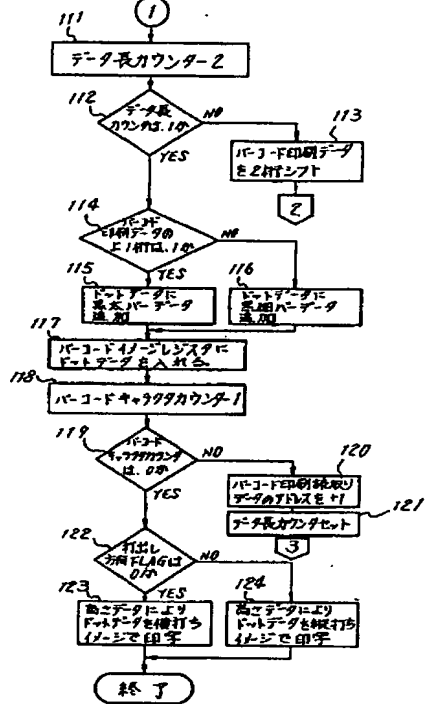 1
111
データ長カウンター2
112
データ長
カウンタは、1か
NO
YES
113
バーコード印刷データ
を2桁シフト
2
114
バーコード
印刷データの
上1桁は、1か
NO
YES
115
ドットデータに
黒太バーデータ
追加
116
ドットデータに
黒細バーデータ
追加
117
バーコードイメージレジスタに
ドットデータを入れる。
118
バーコードキャラクタカウンター1
119
バーコード
キャラクタカウンタ
は、0か
NO
YES
120
バーコード印刷読取り
データのアドレスを+1
121
データ長カウンタセット
3
122
打出し
方向FLAGは
0か
NO
YES
123
高さデータにより
ドットデータを横打ち
イメージで印字
124
高さデータにより
ドットデータを縦打ち
イメージで印字
終了